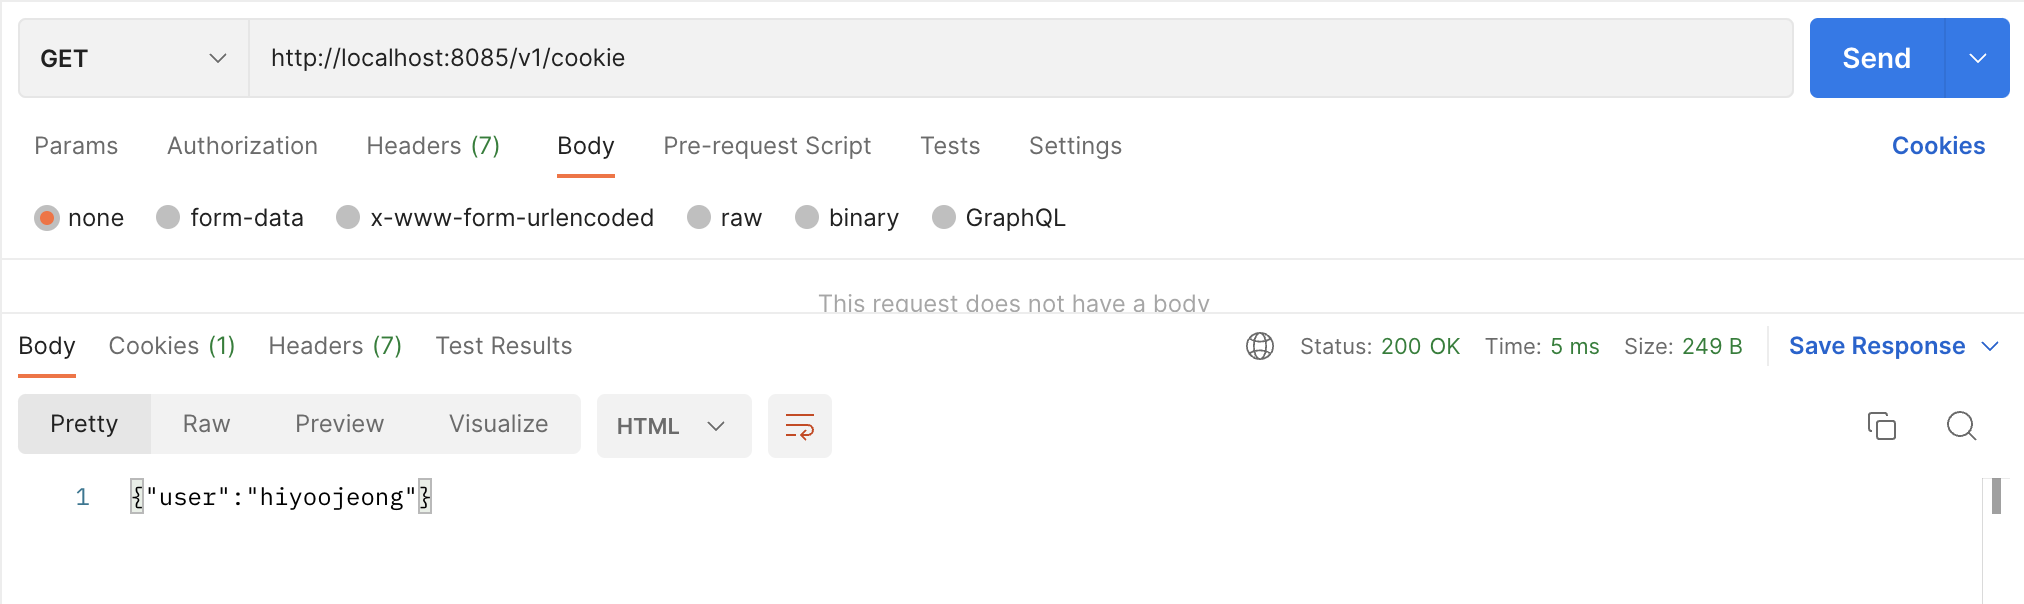 GET http://localhost:8085/v1/cookie Send
Params Authorization Headers (7) Body Pre-request Script Tests Settings Cookies
none form-data x-www-form-urlencoded raw binary GraphQL
This request does not have a body
Body Cookies (1) Headers (7) Test Results Status: 200 OK Time: 5 ms Size: 249 B Save Response
Pretty Raw Preview Visualize HTML
1 {"user":"hiyoojeong"}